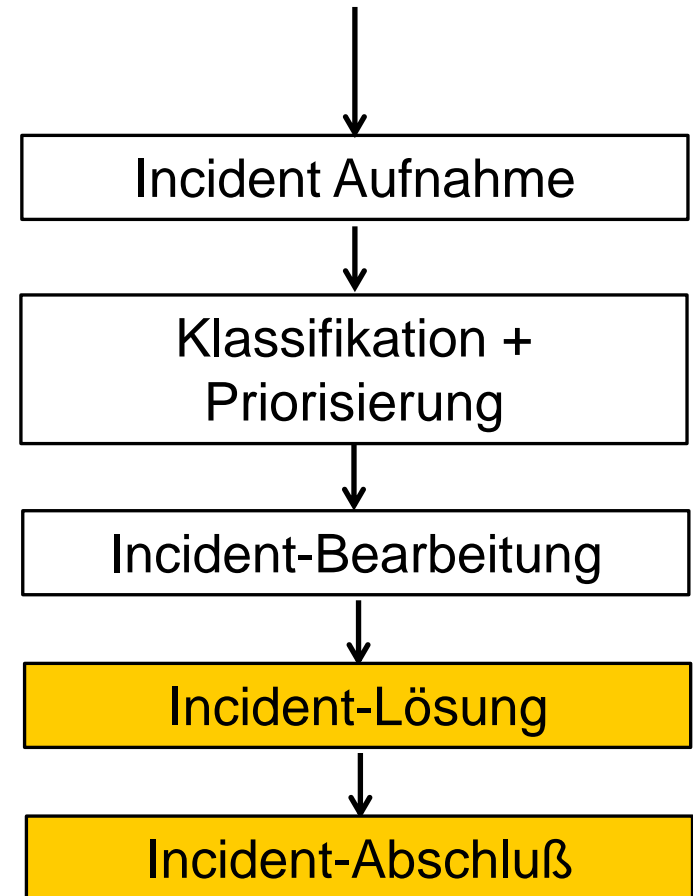 Incident Aufnahme
Klassifikation +
Priorisierung
Incident-Bearbeitung
Incident-Lösung
Incident-Abschluß